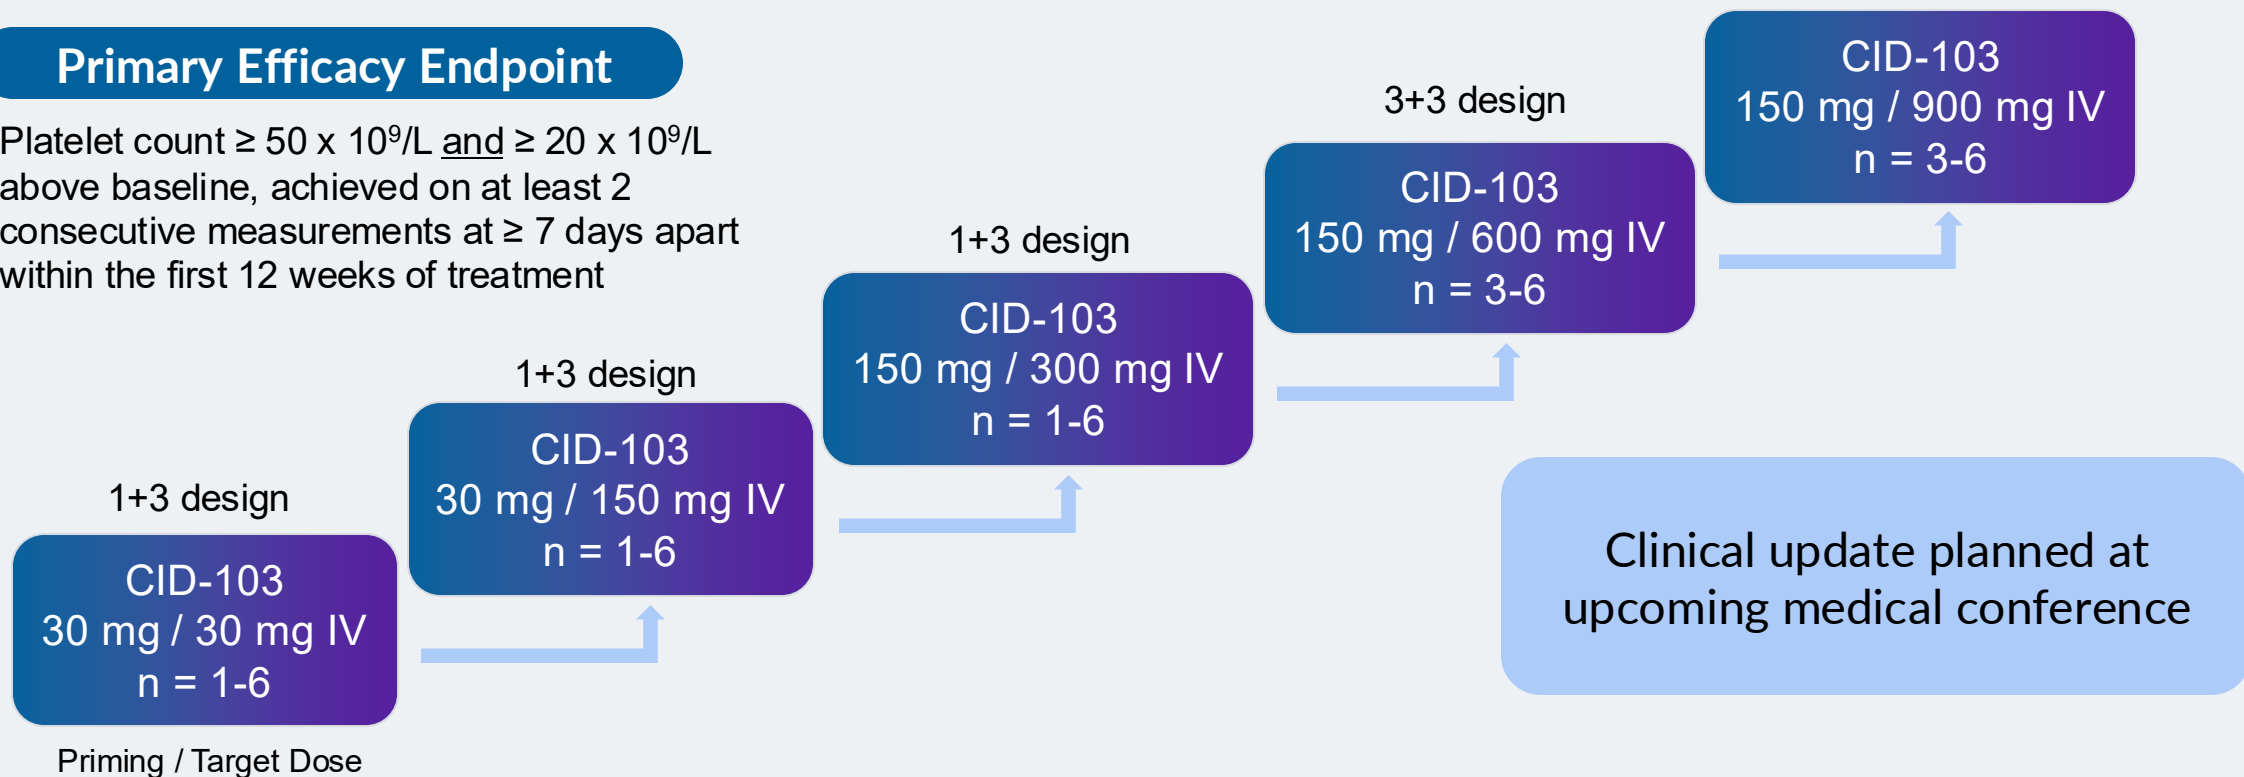 Primary Efficacy Endpoint
Platelet count ≥ 50 x 10⁹/L and ≥ 20 x 10⁹/L
above baseline, achieved on at least 2
consecutive measurements at ≥ 7 days apart
within the first 12 weeks of treatment
1+3 design
CID-103
30 mg / 30 mg IV
n = 1-6
Priming / Target Dose
1+3 design
CID-103
30 mg / 150 mg IV
n = 1-6
1+3 design
CID-103
150 mg / 300 mg IV
n = 1-6
3+3 design
CID-103
150 mg / 600 mg IV
n = 3-6
CID-103
150 mg / 900 mg IV
n = 3-6
Clinical update planned at
upcoming medical conference